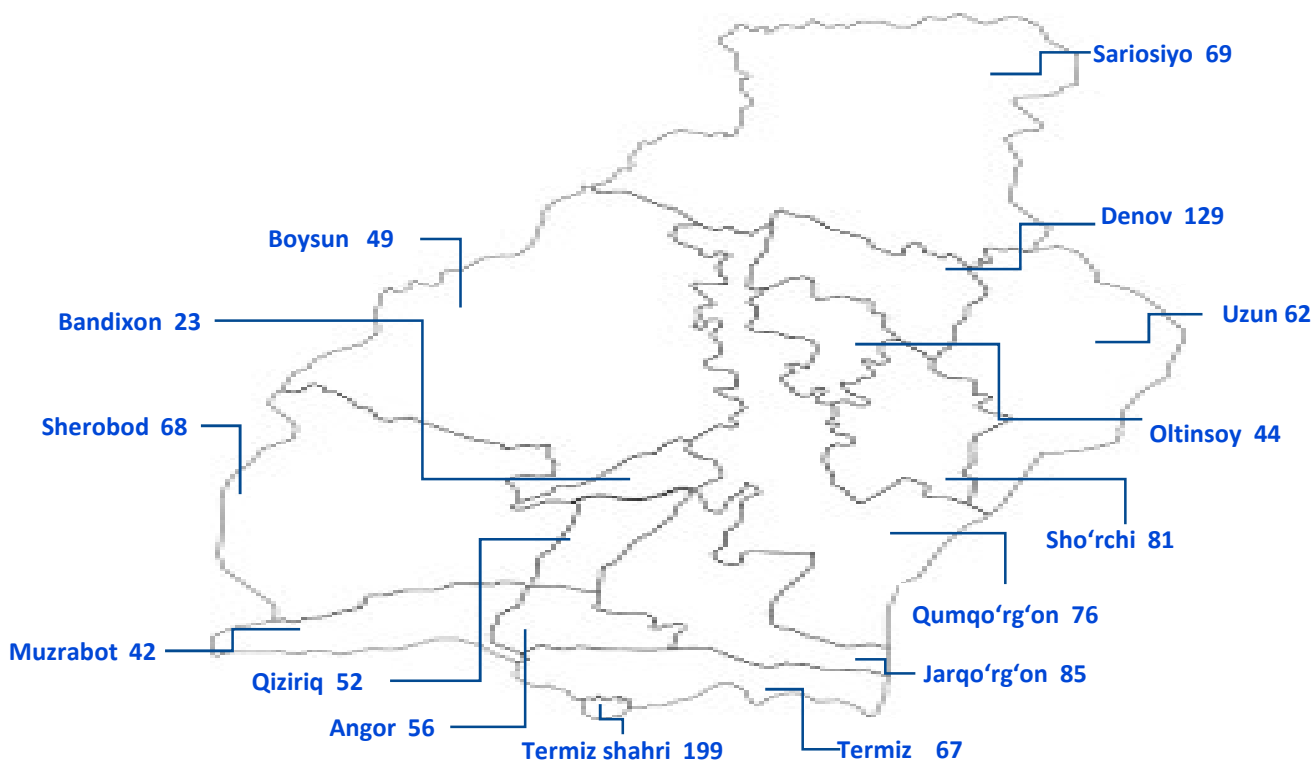 Sariosiyo 69
Denov 129
Boysun 49
Bandixon 23
Uzun 62
Sherobod 68
Oltinsoy 44
Sho‘rchi 81
Qumqo‘rg‘on 76
Muzrabot 42
Jarqo‘rg‘on 85
Qiziriq 52
Angor 56
Termiz shahri 199
Termiz 67